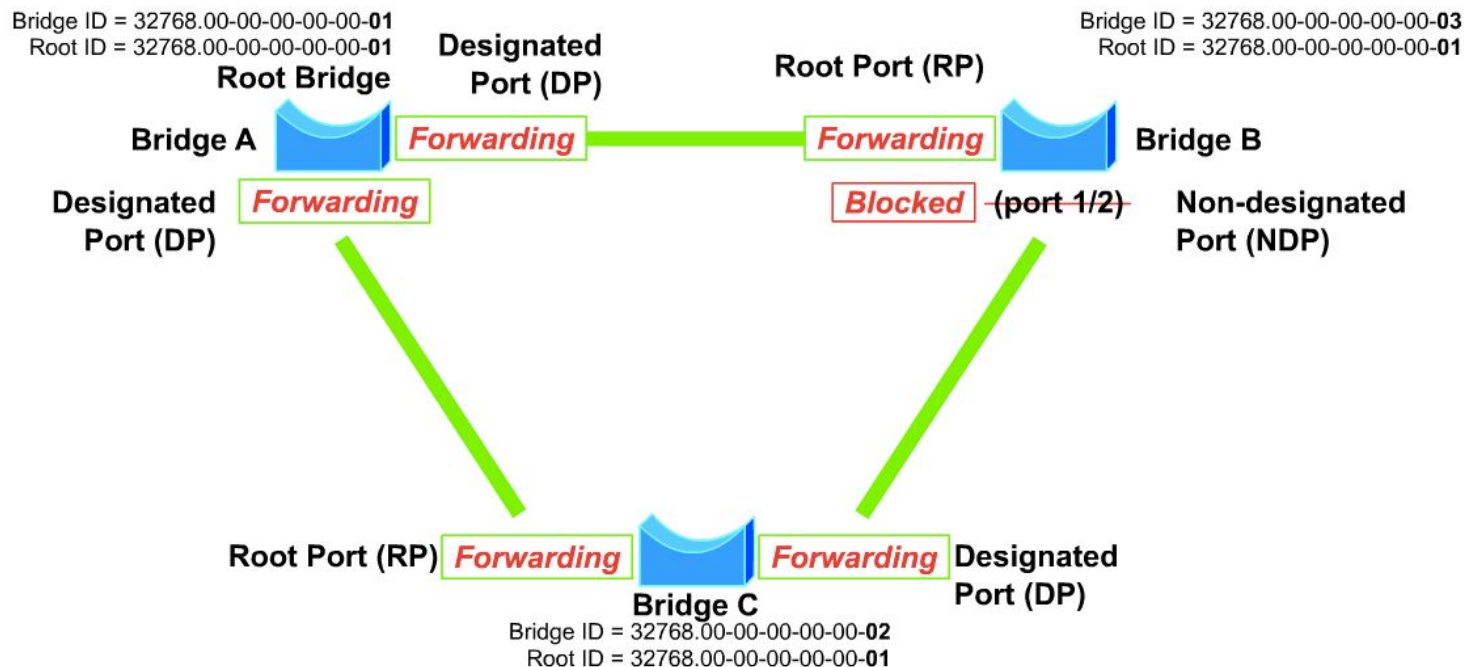 Bridge ID = 32768.00-00-00-00-00-01
Root ID = 32768.00-00-00-00-00-01
Root Bridge
Bridge A
Designated
Port (DP)
Forwarding
Designated
Port (DP)
Forwarding
Bridge ID = 32768.00-00-00-00-00-03
Root ID = 32768.00-00-00-00-00-01
Root Port (RP)
Forwarding
Bridge B
Blocked
(port 1/2)
Non-designated
Port (NDP)
Root Port (RP)
Forwarding
Forwarding
Designated
Port (DP)
Bridge C
Bridge ID = 32768.00-00-00-00-00-02
Root ID = 32768.00-00-00-00-00-01